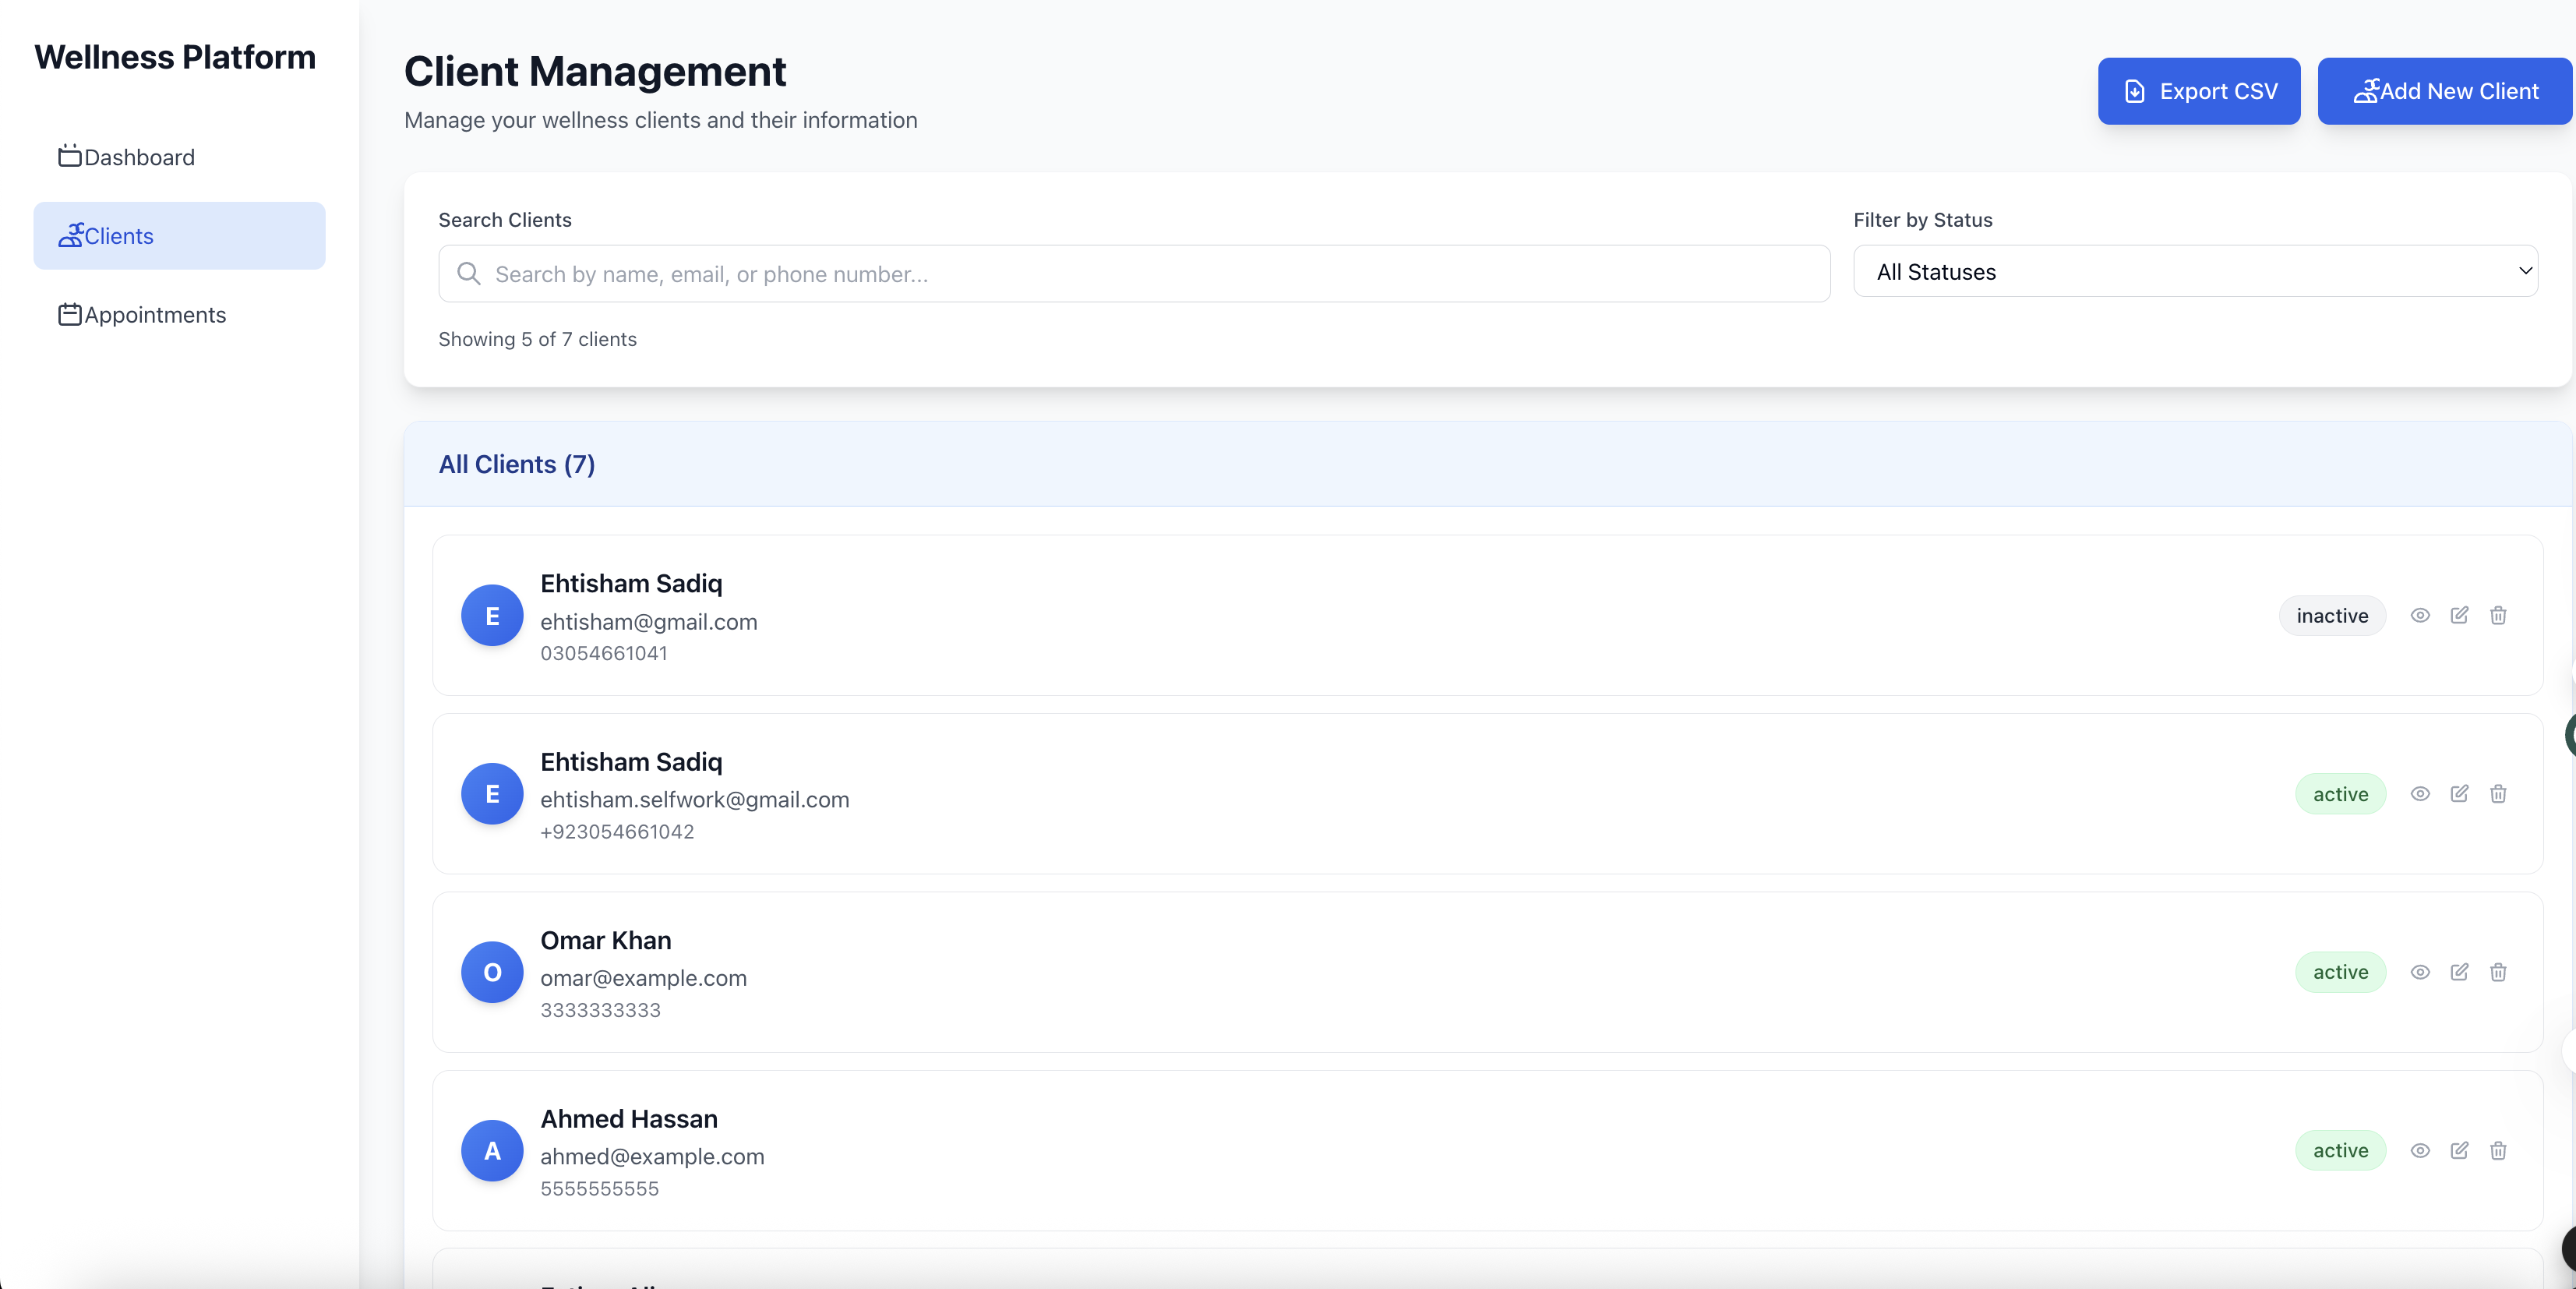 Wellness Platform
Dashboard
Clients
Appointments
Client Management
Manage your wellness clients and their information
Export CSV
Add New Client
Search Clients
Search by name, email, or phone number...
Filter by Status
All Statuses
Showing 5 of 7 clients
All Clients (7)
E
Ehtisham Sadiq
ehtisham@gmail.com
03054661041
inactive
E
Ehtisham Sadiq
ehtisham.selfwork@gmail.com
+923054661042
active
O
Omar Khan
omar@example.com
3333333333
active
A
Ahmed Hassan
ahmed@example.com
5555555555
active